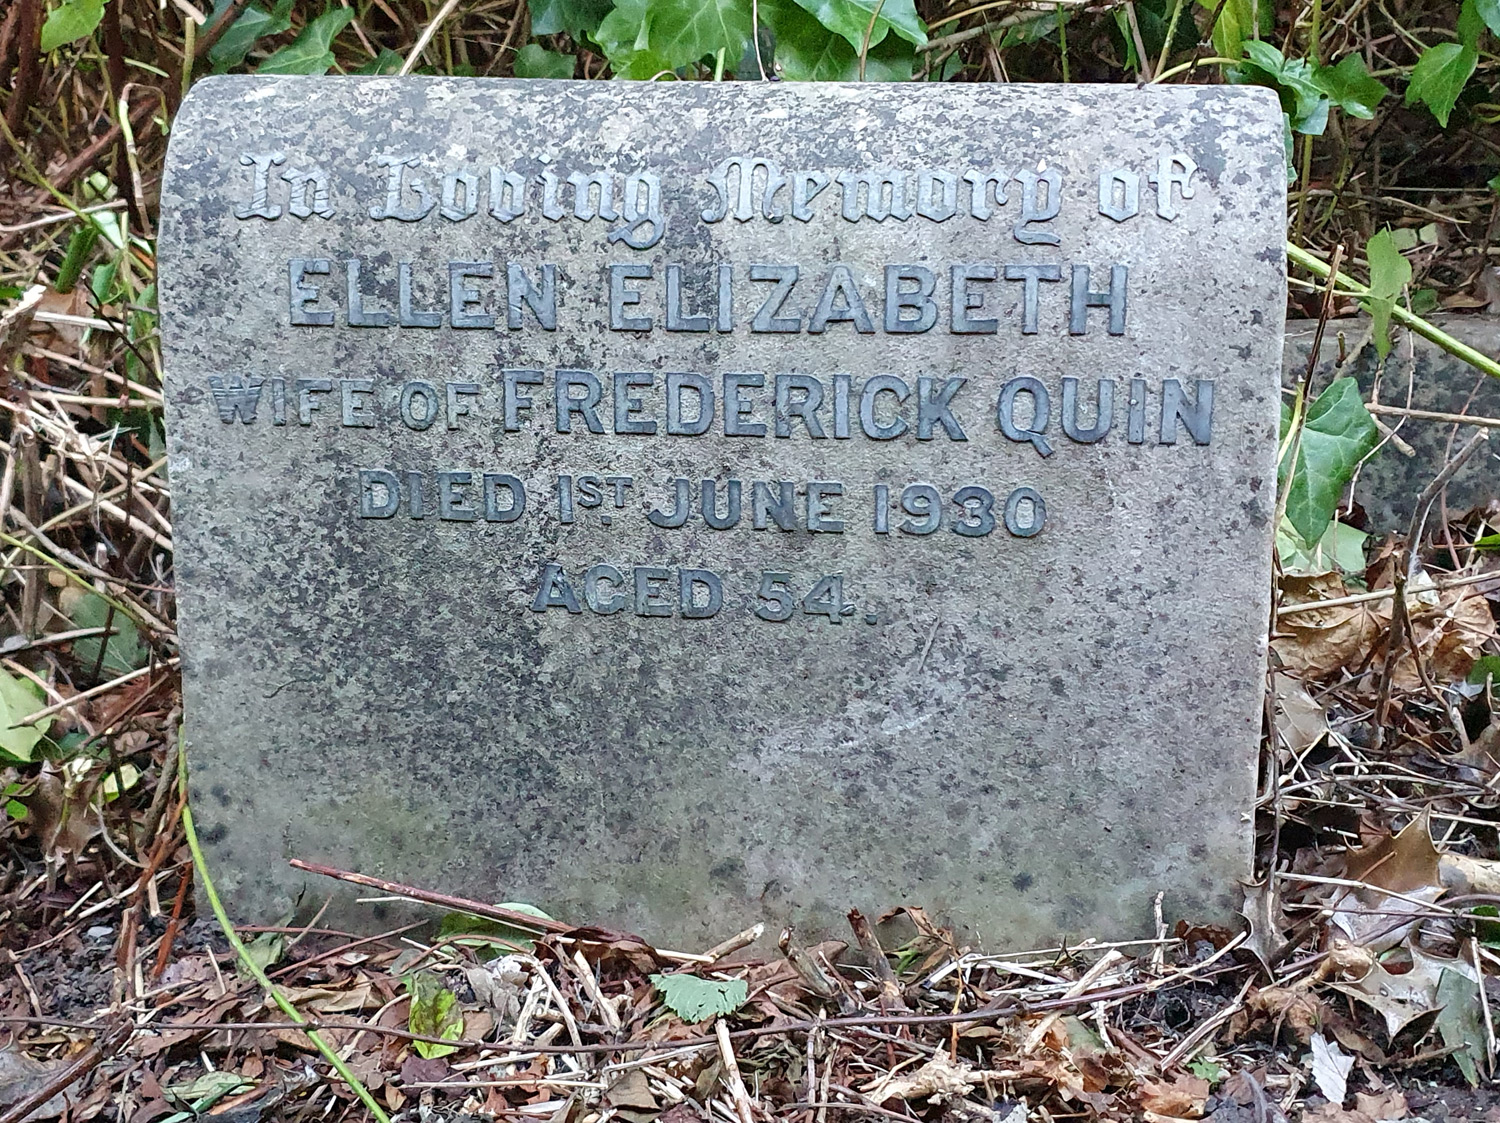 In Loving Memory of
ELLEN ELIZABETH
WIFE OF FREDERICK QUIN
DIED 1ST. JUNE 1930
AGED 54.